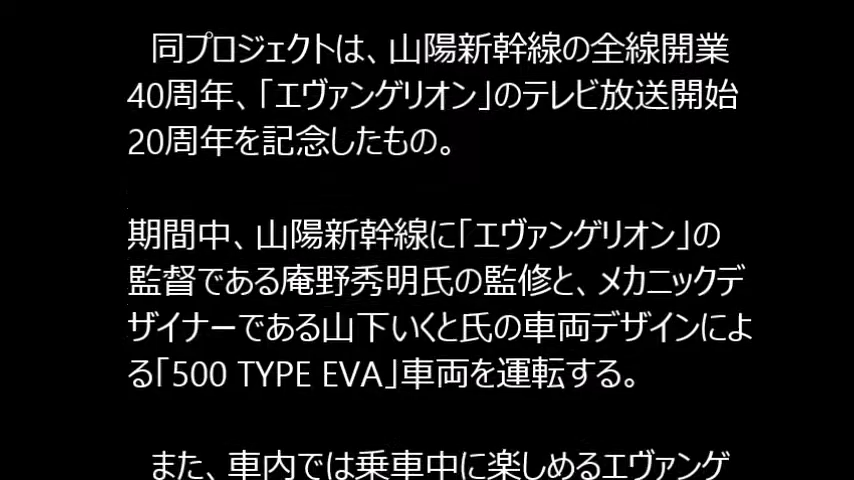 同プロジェクトは、山陽新幹線の全線開業
40周年、「エヴァンゲリオン」のテレビ放送開始
20周年を記念したもの。
期間中、山陽新幹線に「エヴァンゲリオン」の
監督である庵野秀明氏の監修と、メカニックデ
ザイナーである山下いくと氏の車両デザインによ
る「500 TYPE EVA」車両を運転する。
また、車内では乗車中に楽しめるエヴァンゲ